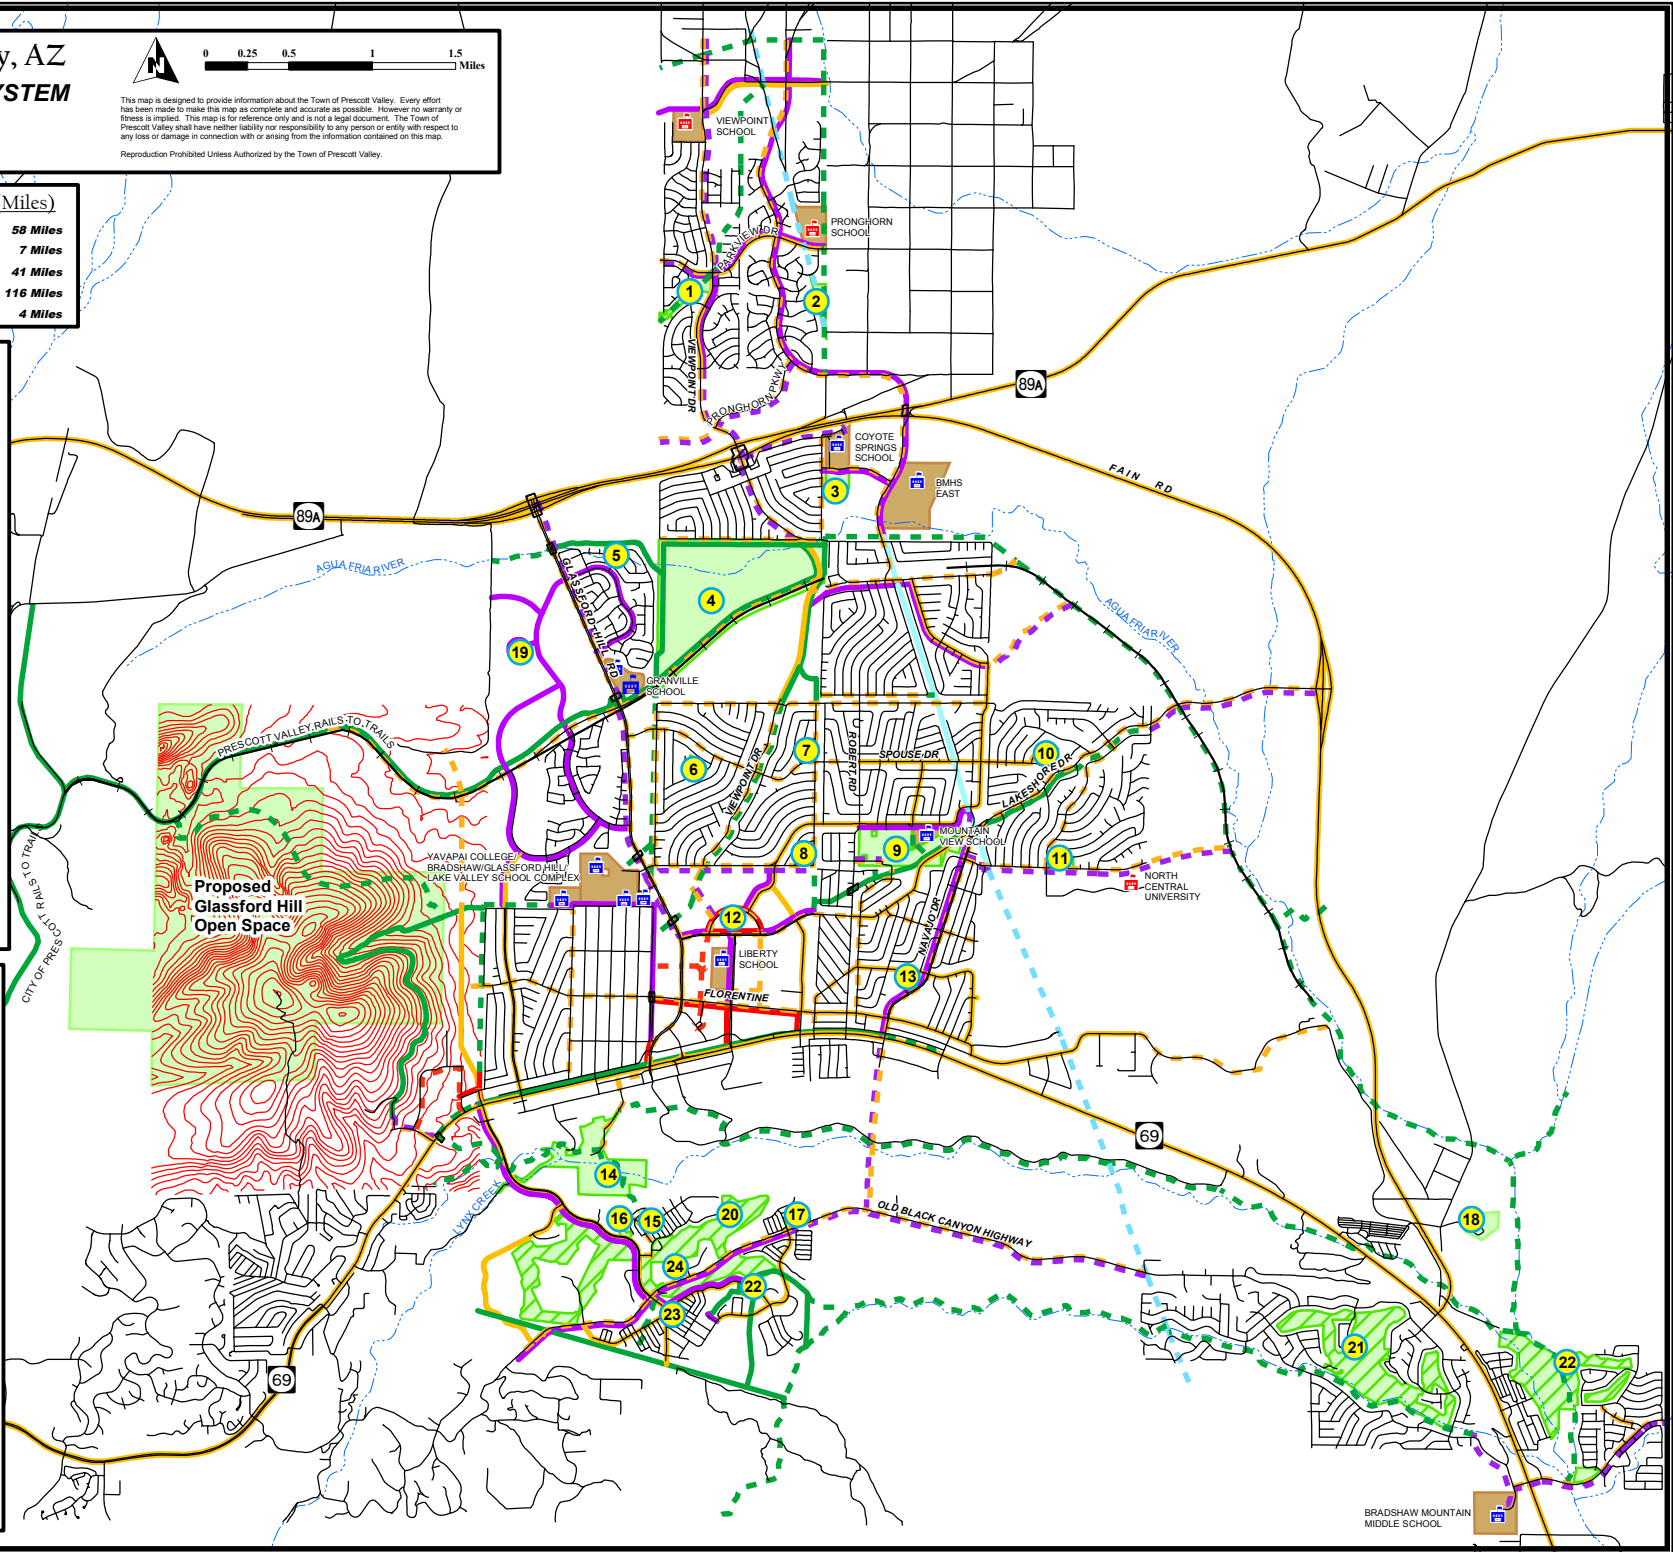 y, AZ
YSTEM
N
0 0.25 0.5 1 1.5
Miles
This map is designed to provide information about the Town of Prescott Valley. Every effort
has been made to make this map as complete and accurate as possible. However no warranty or
fitness is implied. This map is for reference only and is not a legal document. The Town of
Prescott Valley shall have neither liability nor responsibility to any person or entity with respect to
any loss or damage in connection with or arising from the information contained on this map.
Reproduction Prohibited Unless Authorized by the Town of Prescott Valley.
Miles)
58 Miles
7 Miles
41 Miles
116 Miles
4 Miles
VIEWPOINT
SCHOOL
PRONGHORN
SCHOOL
PARKVIEW DR
1
2
VIEWPOINT DR
PRONGHORN PKWY
89A
COYOTE
SPRINGS
SCHOOL
BMHS
EAST
3
FAIN RD
89A
AGUA FRIA RIVER
5
GLASSFORD HILL RD
4
AGUA FRIA RIVER
19
GRANVILLE
SCHOOL
PRESCOTT VALLEY RAILS TO TRAILS
6
VIEWPOINT DR
7
ROBERT RD
SPOUSE DR
10
LAKESHORE DR
MOUNTAIN
VIEW SCHOOL
8
9
11
NORTH
CENTRAL
UNIVERSITY
YAVAPAI COLLEGE/
BRADSHAW/GLASSFORD HILL/
LAKE VALLEY SCHOOL COMPLEX
Proposed
Glassford Hill
Open Space
CITY OF PRESCOTT RAILS TO TRAILS
12
LIBERTY
SCHOOL
NAVAJO DR
13
FLORENTINE
69
14
LYNX CREEK
16
15
20
17
OLD BLACK CANYON HIGHWAY
18
24
22
23
21
22
69
BRADSHAW MOUNTAIN
MIDDLE SCHOOL